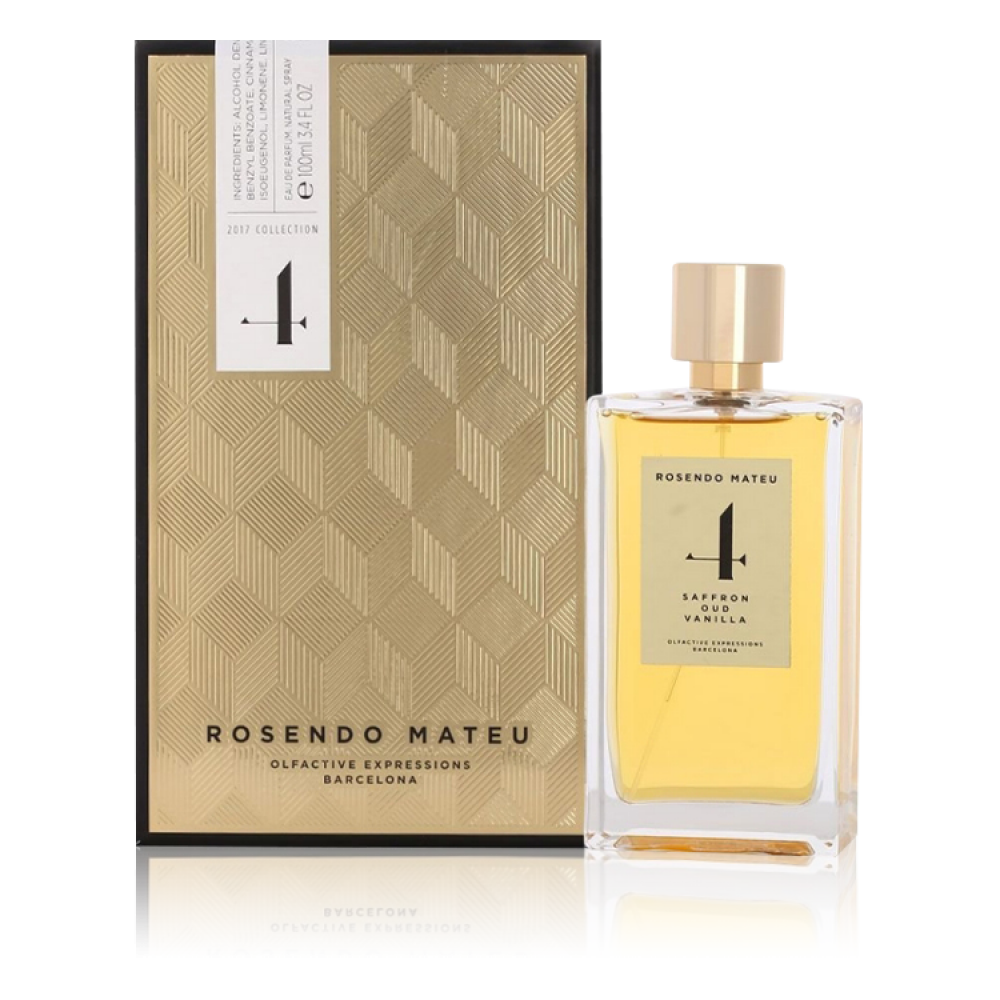 INGREDIENTS: ALCOHOL DEN
BENZYL BENZOATE, CINNAM
ISOEUGENOL, LIMONENE, LIN
EAU DE PARFUM, NATURAL SPRAY
e 100ml 3.4 FL OZ
2017 COLLECTION
4
ROSENDO MATEU
OLFACTIVE EXPRESSIONS
BARCELONA
ROSENDO MATEU
4
SAFFRON
OUD
VANILLA
OLFACTIVE EXPRESSIONS
BARCELONA